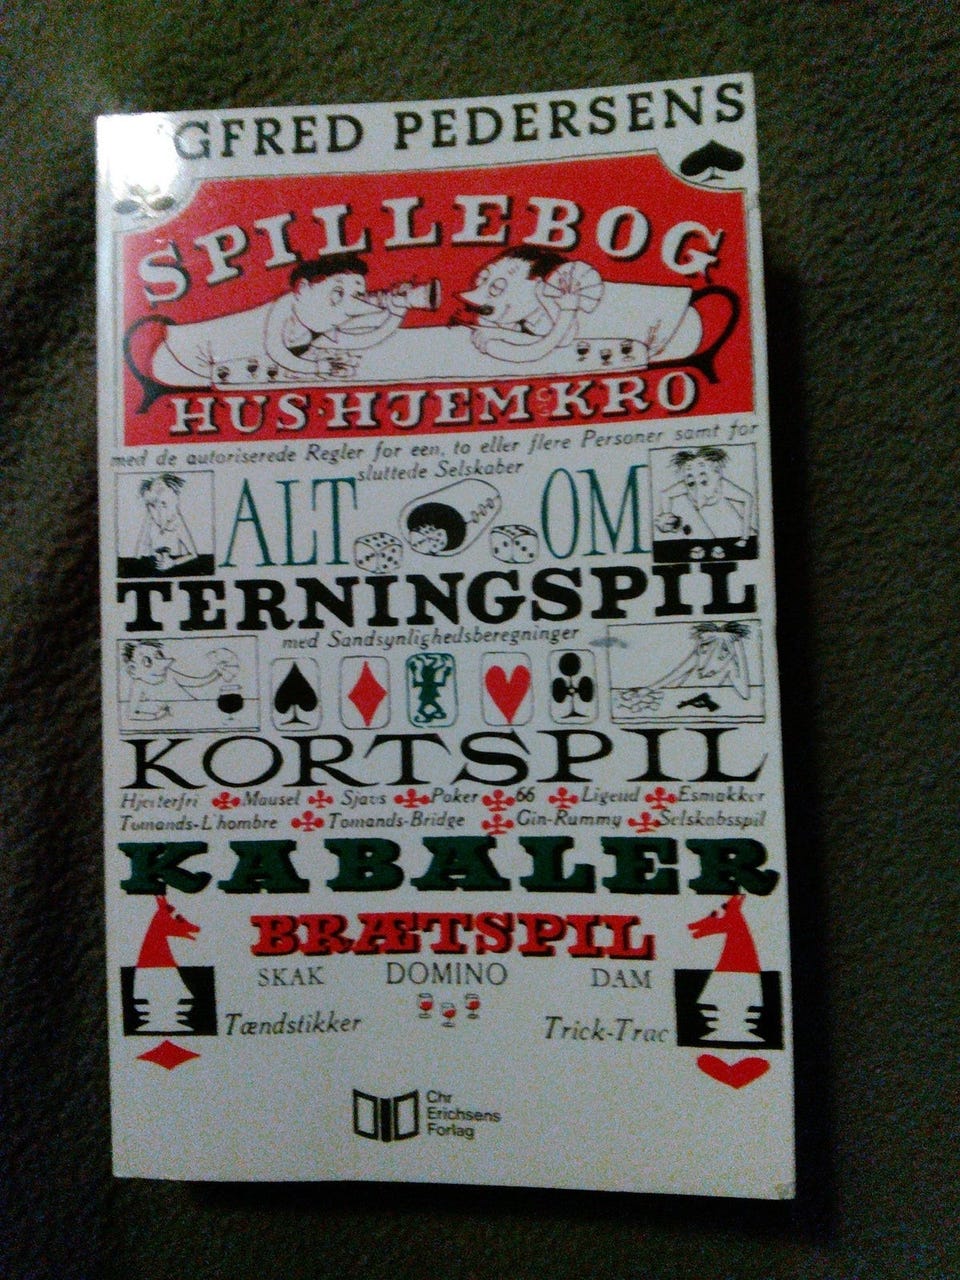 GFRED PEDERSENS
SPILLEBOG
HUS·HJEM KRO
med de autoriserede Regler for een, to eller flere Personer samt for
sluttede Selskaber
ALT OM
TERNINGSPIL
med Sandsynlighedsberegninger
KORTSPIL
Hjerterfri Mausel Sjavs Poker 66 Ligeud Esmakker
Tomands-L'hombre Tomands-Bridge Gin-Rummy Selskabsspil
KABALER
BRÆTSPIL
SKAK DOMINO DAM
Tændstikker Trick-Trac
Chr
Erichsens
Forlag